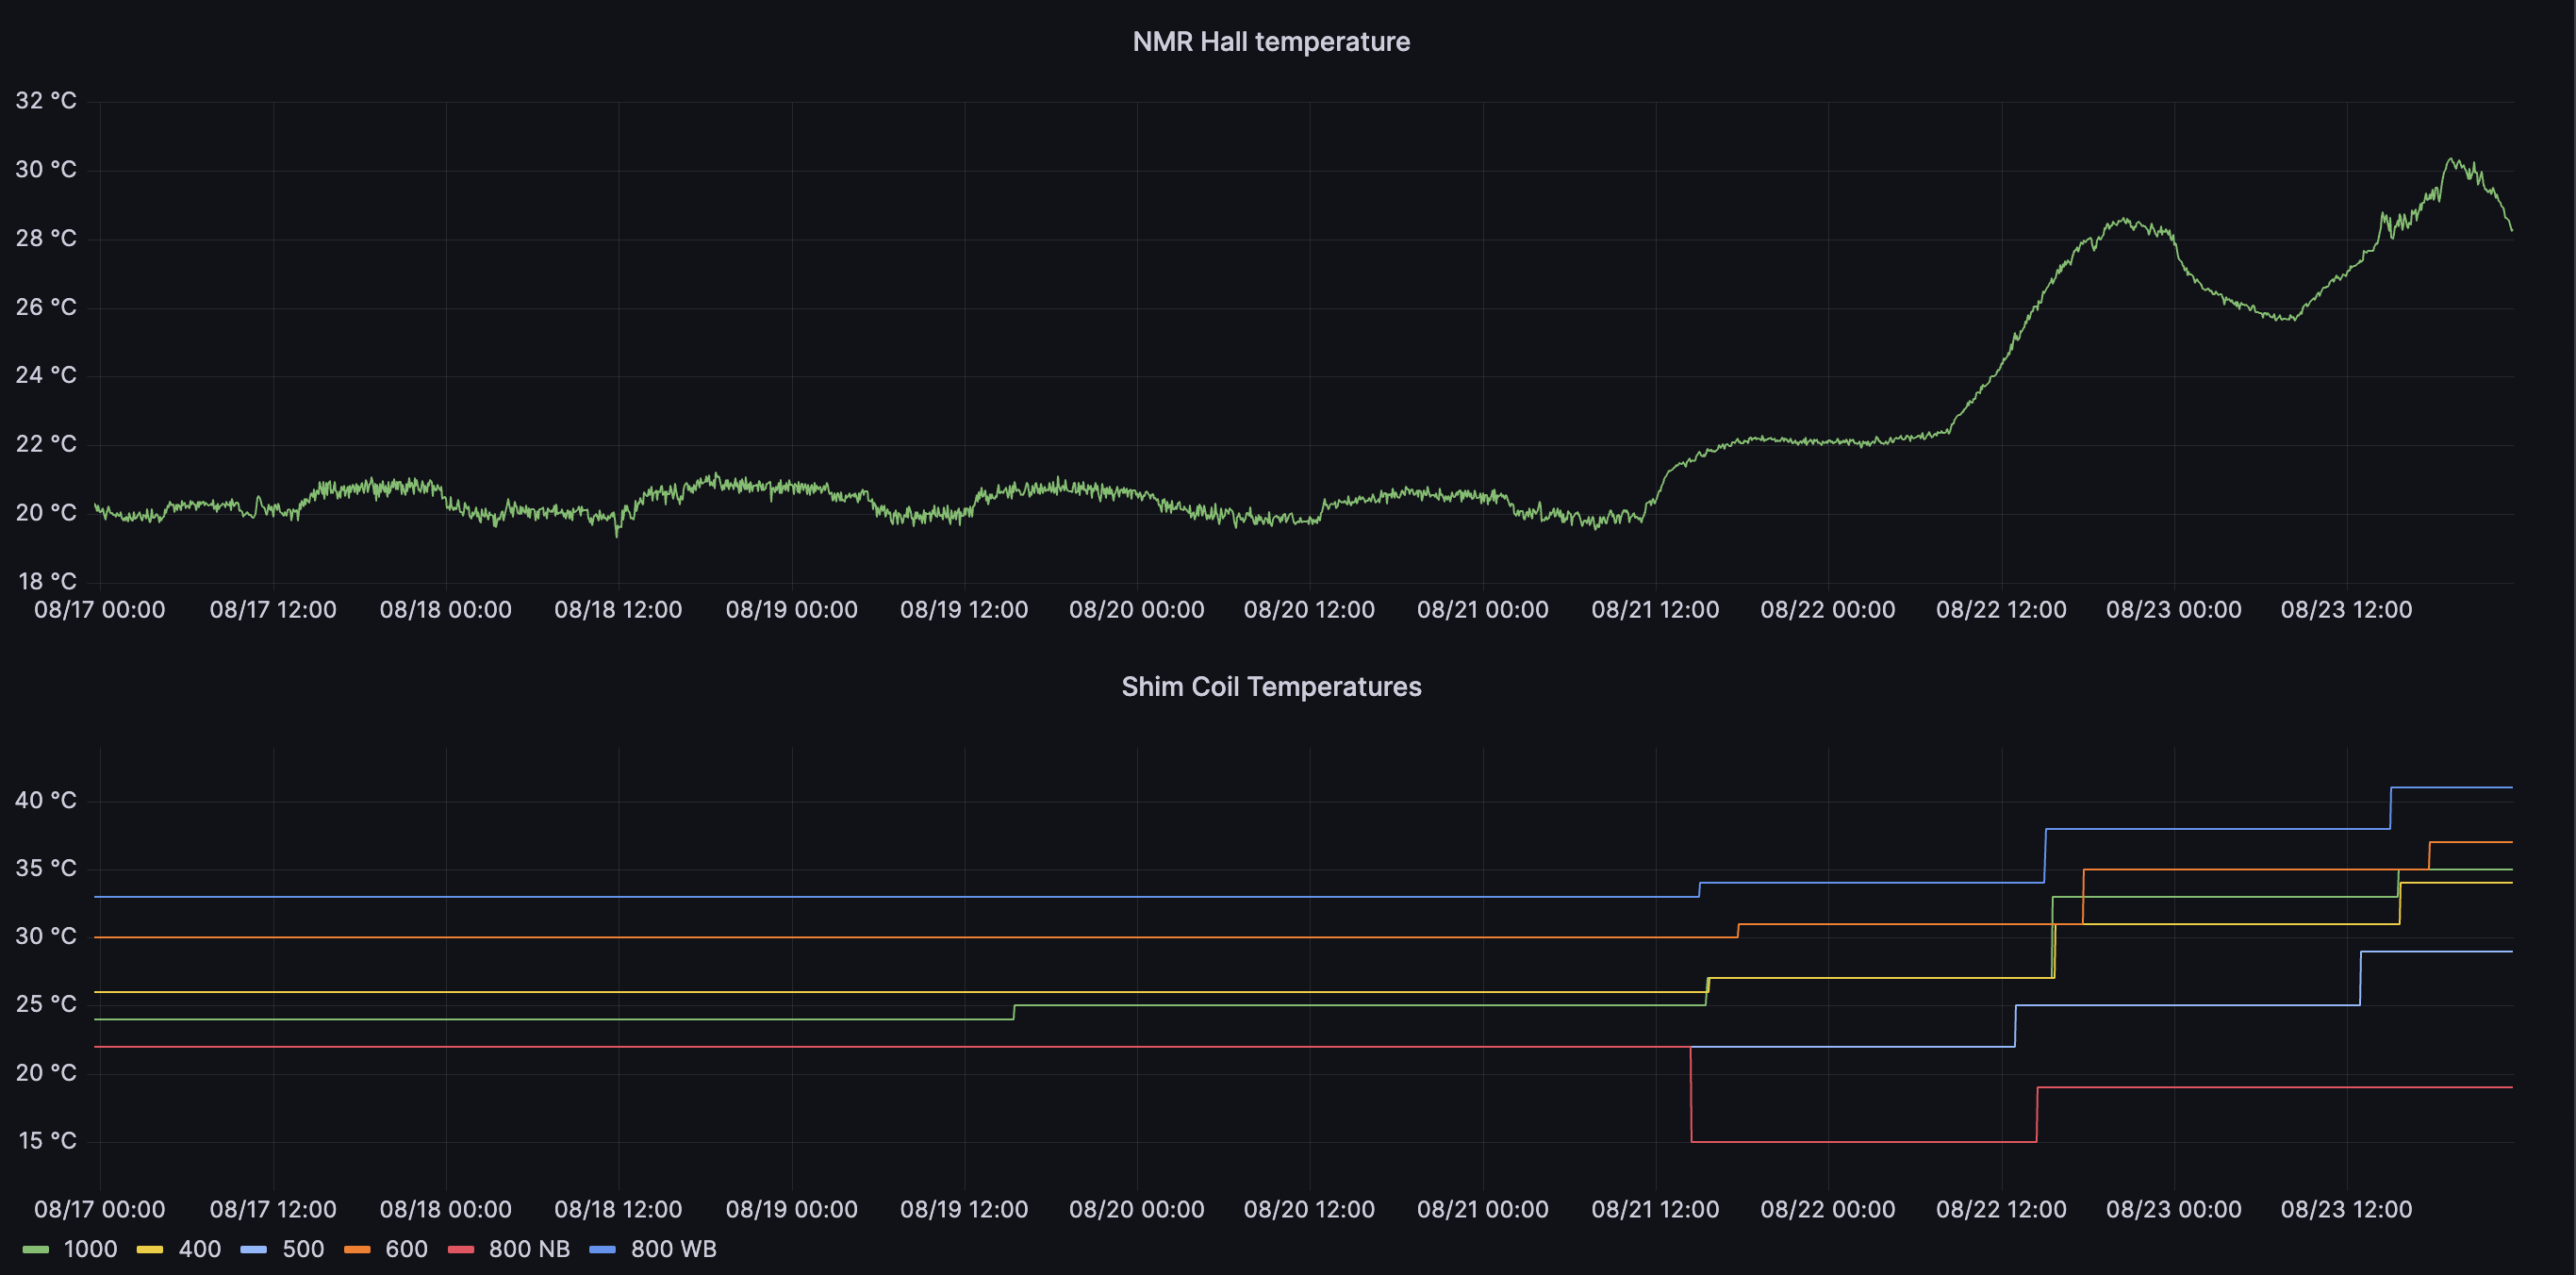 NMR Hall temperature
32 °C
30 °C
28 °C
26 °C
24 °C
22 °C
20 °C
18 °C
08/17 00:00 08/17 12:00 08/18 00:00 08/18 12:00 08/19 00:00 08/19 12:00 08/20 00:00 08/20 12:00 08/21 00:00 08/21 12:00 08/22 00:00 08/22 12:00 08/23 00:00 08/23 12:00
Shim Coil Temperatures
40 °C
35 °C
30 °C
25 °C
20 °C
15 °C
08/17 00:00 08/17 12:00 08/18 00:00 08/18 12:00 08/19 00:00 08/19 12:00 08/20 00:00 08/20 12:00 08/21 00:00 08/21 12:00 08/22 00:00 08/22 12:00 08/23 00:00 08/23 12:00
1000 400 500 600 800 NB 800 WB